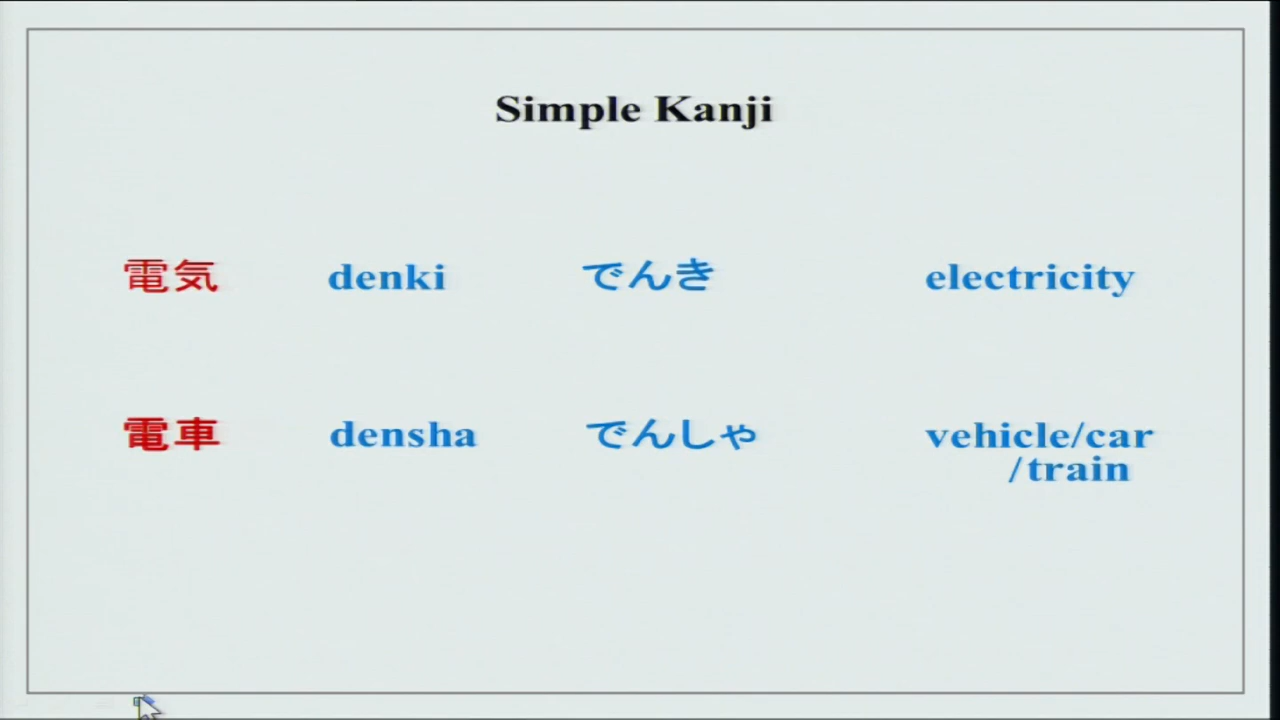 Simple Kanji
電気 denki でんき electricity
電車 densha でんしゃ vehicle/car
/train